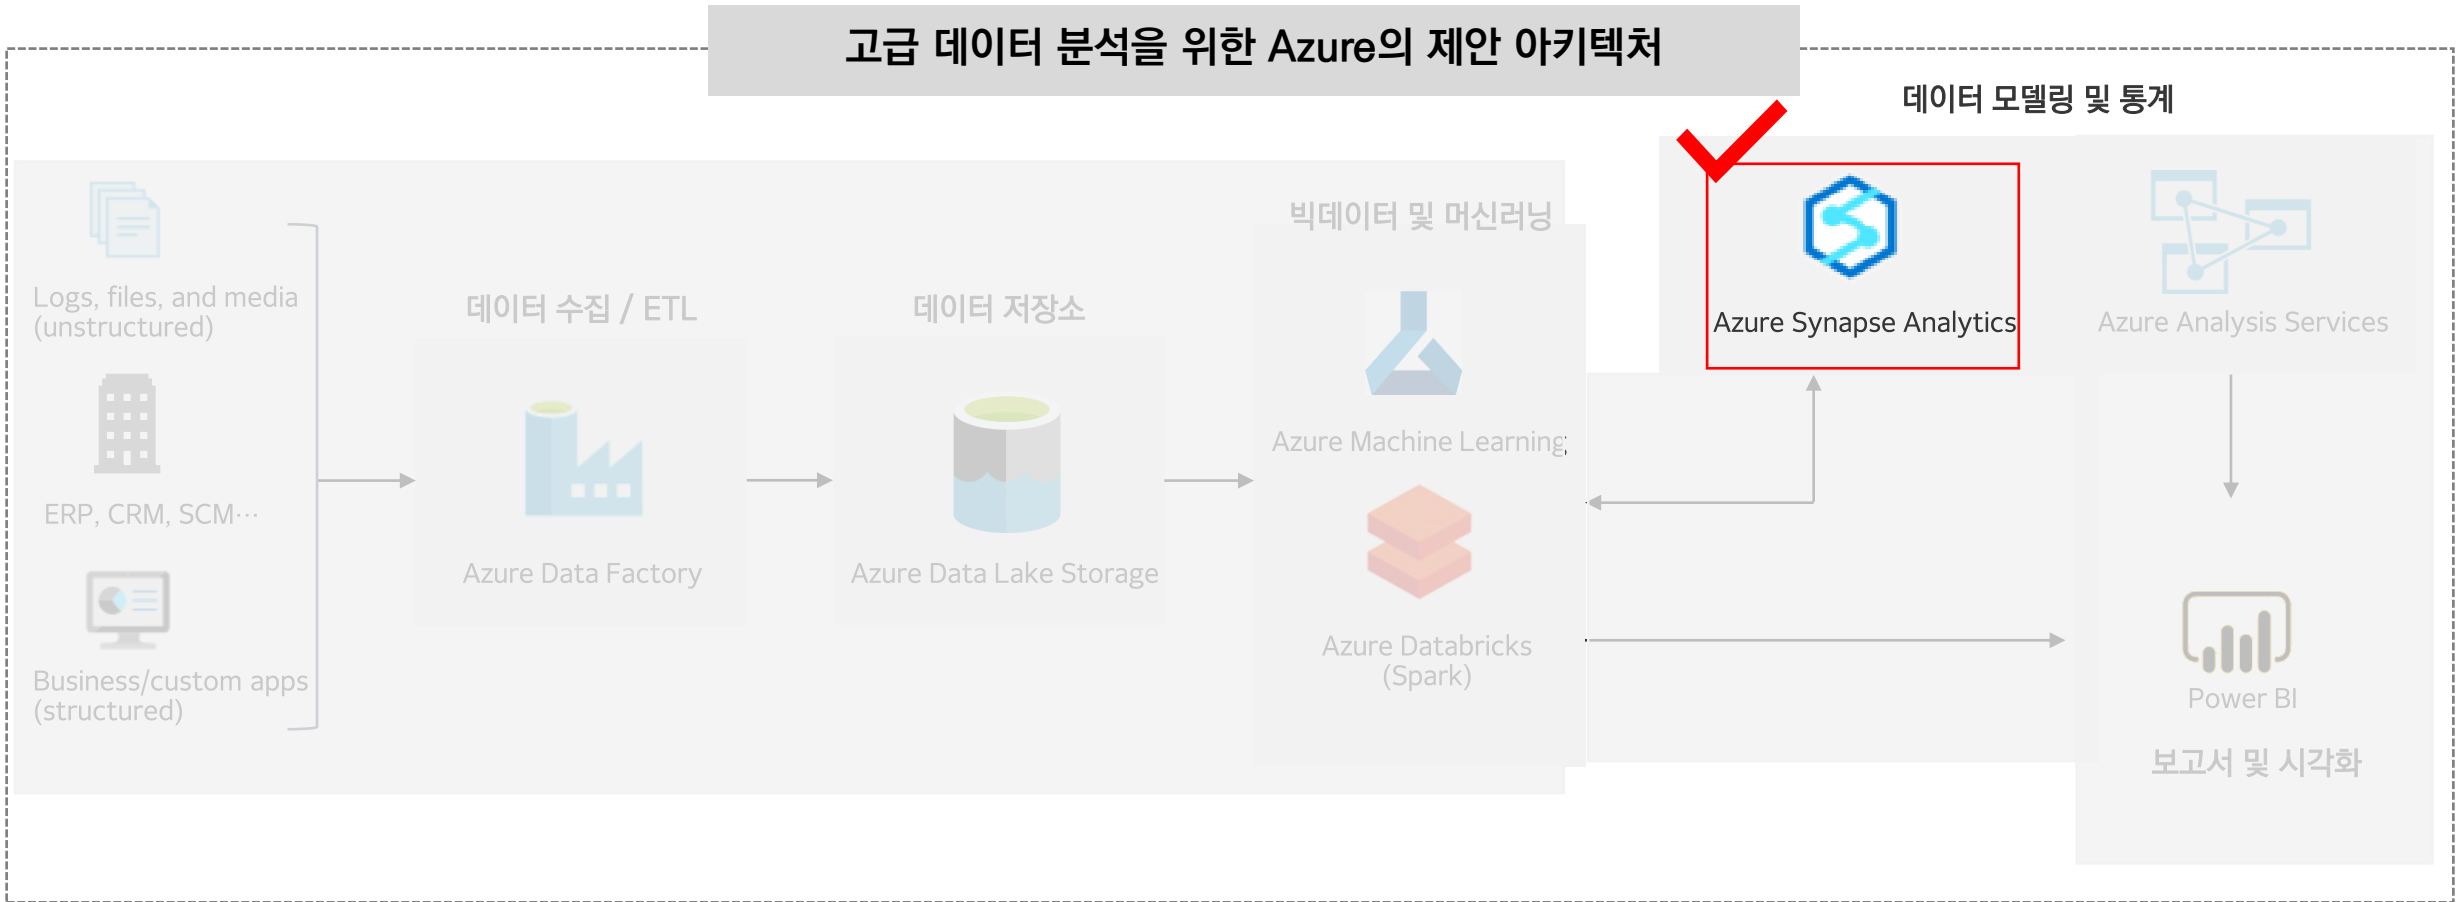 고급 데이터 분석을 위한 Azure의 제안 아키텍처
데이터 모델링 및 통계
Logs, files, and media
(unstructured)
ERP, CRM, SCM…
Business/custom apps
(structured)
데이터 수집 / ETL
Azure Data Factory
데이터 저장소
Azure Data Lake Storage
빅데이터 및 머신러닝
Azure Machine Learning
Azure Databricks
(Spark)
Azure Synapse Analytics
Azure Analysis Services
Power BI
보고서 및 시각화